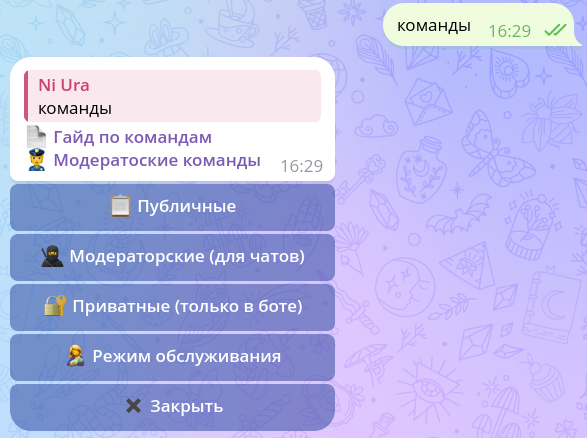 команды 16:29
Ni Ura
команды
Гайд по командам
Модератоские команды 16:29
Публичные
Модераторские (для чатов)
Приватные (только в боте)
Режим обслуживания
Закрыть